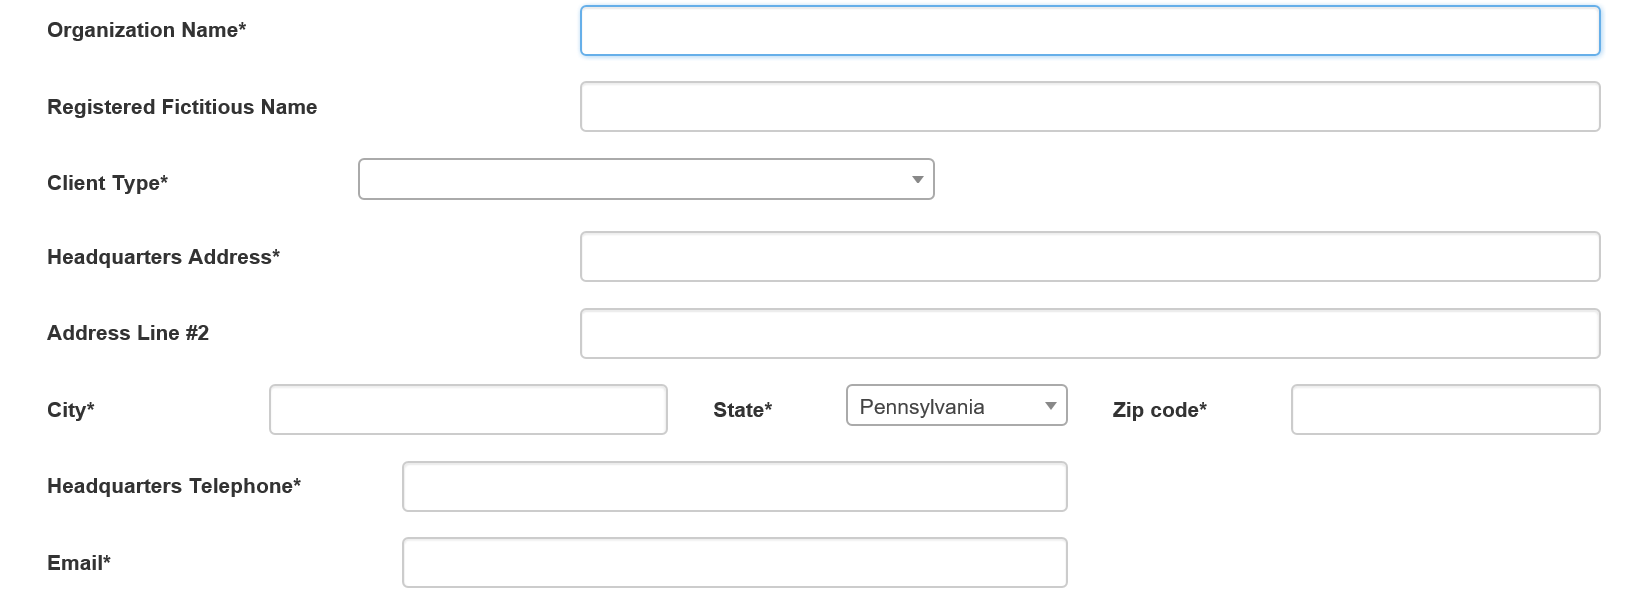 Organization Name*
Registered Fictitious Name
Client Type*
Headquarters Address*
Address Line #2
City* State* Pennsylvania Zip code*
Headquarters Telephone*
Email*